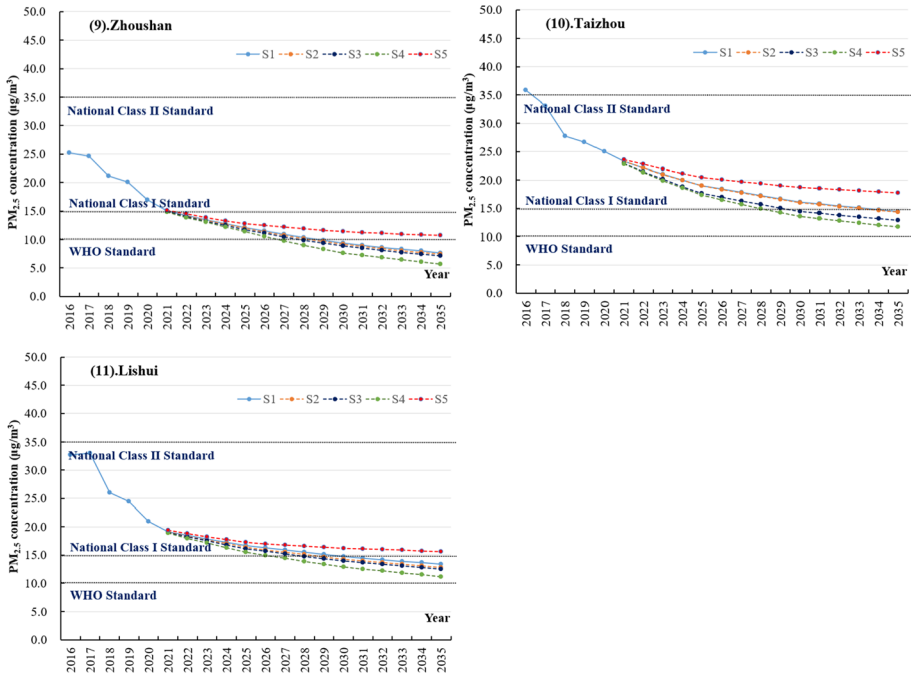 (9).Zhoushan
S1 S2 S3 S4 S5
PM2.5 concentration (μg/m³)
50.0
45.0
40.0
35.0
30.0
25.0
20.0
15.0
10.0
5.0
0.0
National Class II Standard
National Class I Standard
WHO Standard
Year
2016 2017 2018 2019 2020 2021 2022 2023 2024 2025 2026 2027 2028 2029 2030 2031 2032 2033 2034 2035
(10).Taizhou
S1 S2 S3 S4 S5
PM2.5 concentration (μg/m³)
50.0
45.0
40.0
35.0
30.0
25.0
20.0
15.0
10.0
5.0
0.0
National Class II Standard
National Class I Standard
WHO Standard
Year
2016 2017 2018 2019 2020 2021 2022 2023 2024 2025 2026 2027 2028 2029 2030 2031 2032 2033 2034 2035
(11).Lishui
S1 S2 S3 S4 S5
PM2.5 concentration (μg/m³)
50.0
45.0
40.0
35.0
30.0
25.0
20.0
15.0
10.0
5.0
0.0
National Class II Standard
National Class I Standard
WHO Standard
Year
2016 2017 2018 2019 2020 2021 2022 2023 2024 2025 2026 2027 2028 2029 2030 2031 2032 2033 2034 2035